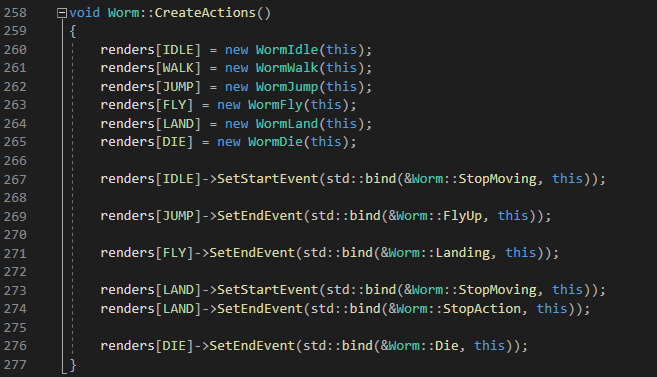 258 void Worm::CreateActions()
259 {
260 renders[IDLE] = new WormIdle(this);
261 renders[WALK] = new WormWalk(this);
262 renders[JUMP] = new WormJump(this);
263 renders[FLY] = new WormFly(this);
264 renders[LAND] = new WormLand(this);
265 renders[DIE] = new WormDie(this);
266
267 renders[IDLE]->SetStartEvent(std::bind(&Worm::StopMoving, this));
268
269 renders[JUMP]->SetEndEvent(std::bind(&Worm::FlyUp, this));
270
271 renders[FLY]->SetEndEvent(std::bind(&Worm::Landing, this));
272
273 renders[LAND]->SetStartEvent(std::bind(&Worm::StopMoving, this));
274 renders[LAND]->SetEndEvent(std::bind(&Worm::StopAction, this));
275
276 renders[DIE]->SetEndEvent(std::bind(&Worm::Die, this));
277 }